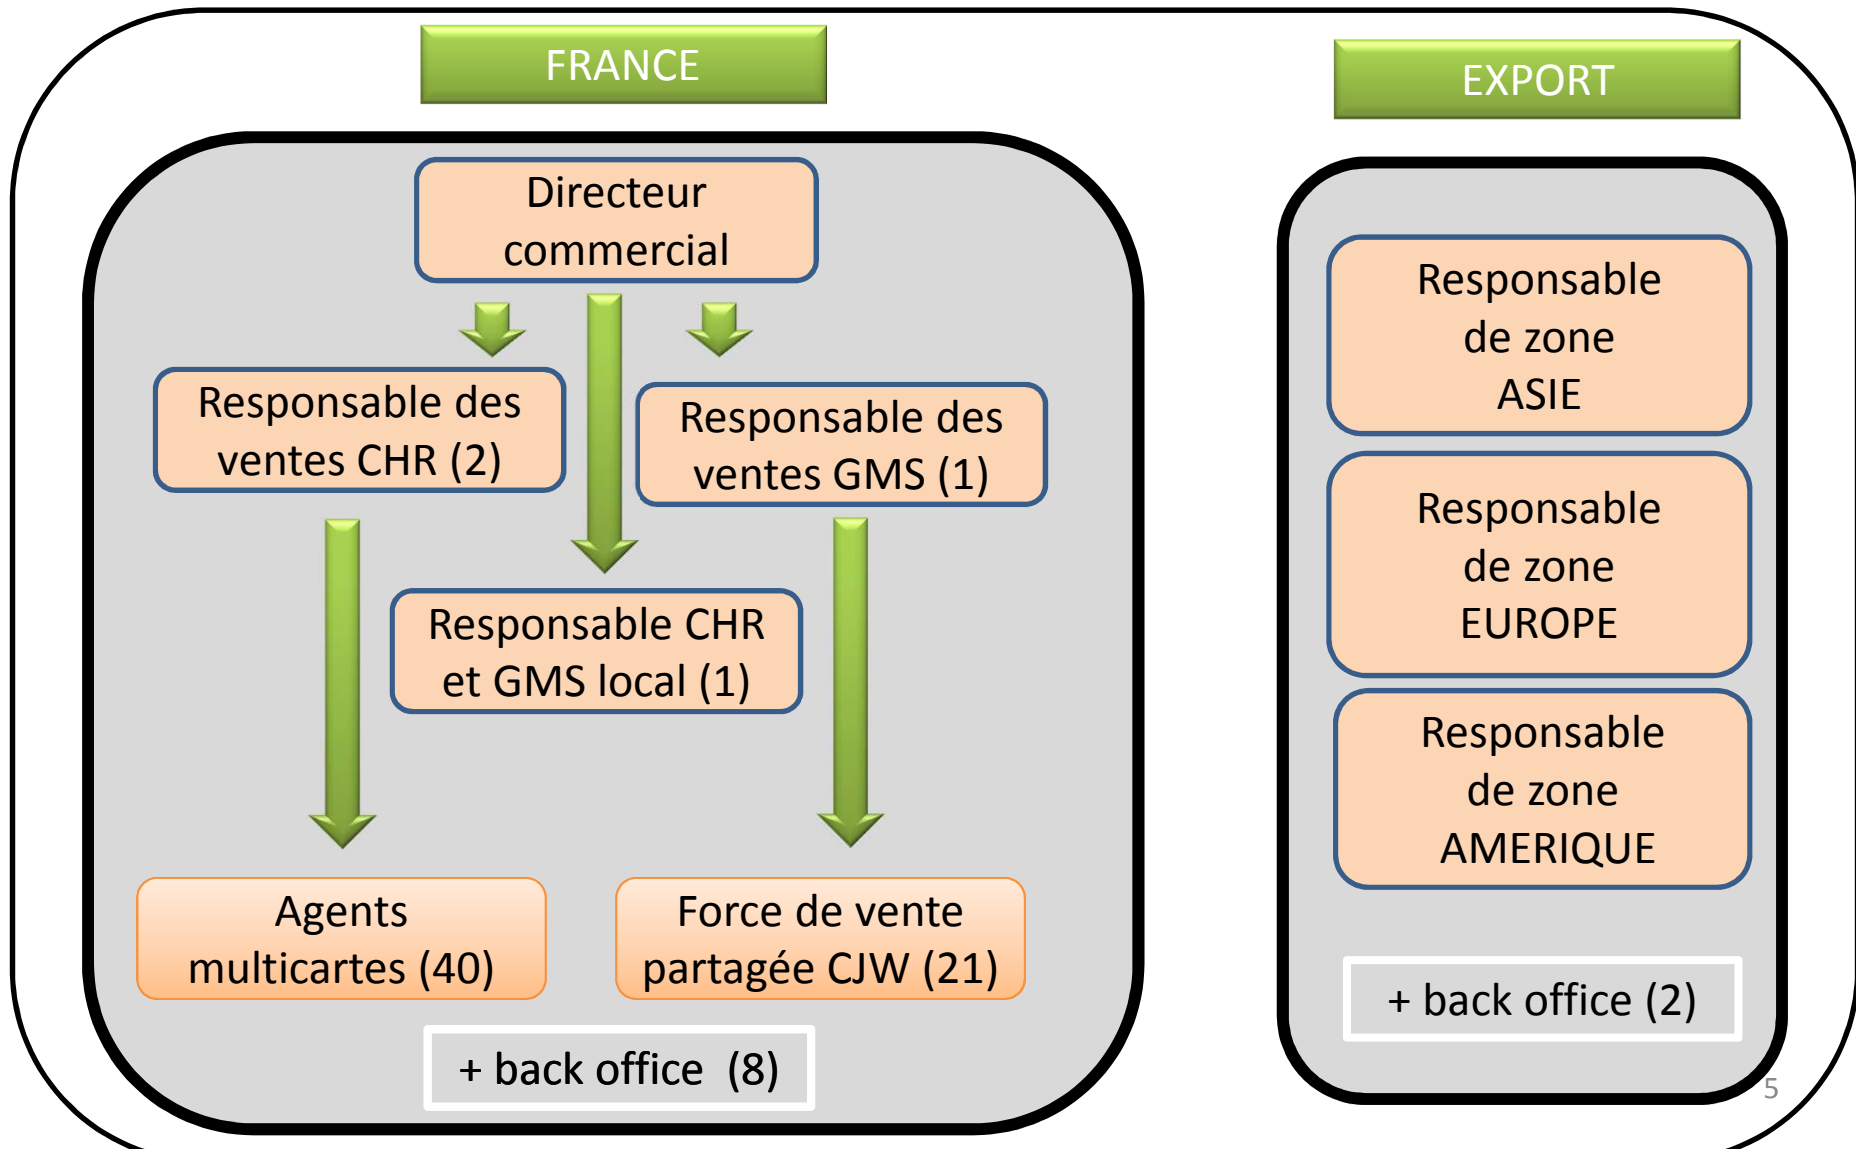 FRANCE
Directeur
commercial
Responsable des
ventes CHR (2)
Responsable des
ventes GMS (1)
Responsable CHR
et GMS local (1)
Agents
multicartes (40)
Force de vente
partagée CJW (21)
+ back office  (8)
EXPORT
Responsable
de zone
ASIE
Responsable
de zone
EUROPE
Responsable
de zone
AMERIQUE
+ back office (2)
5